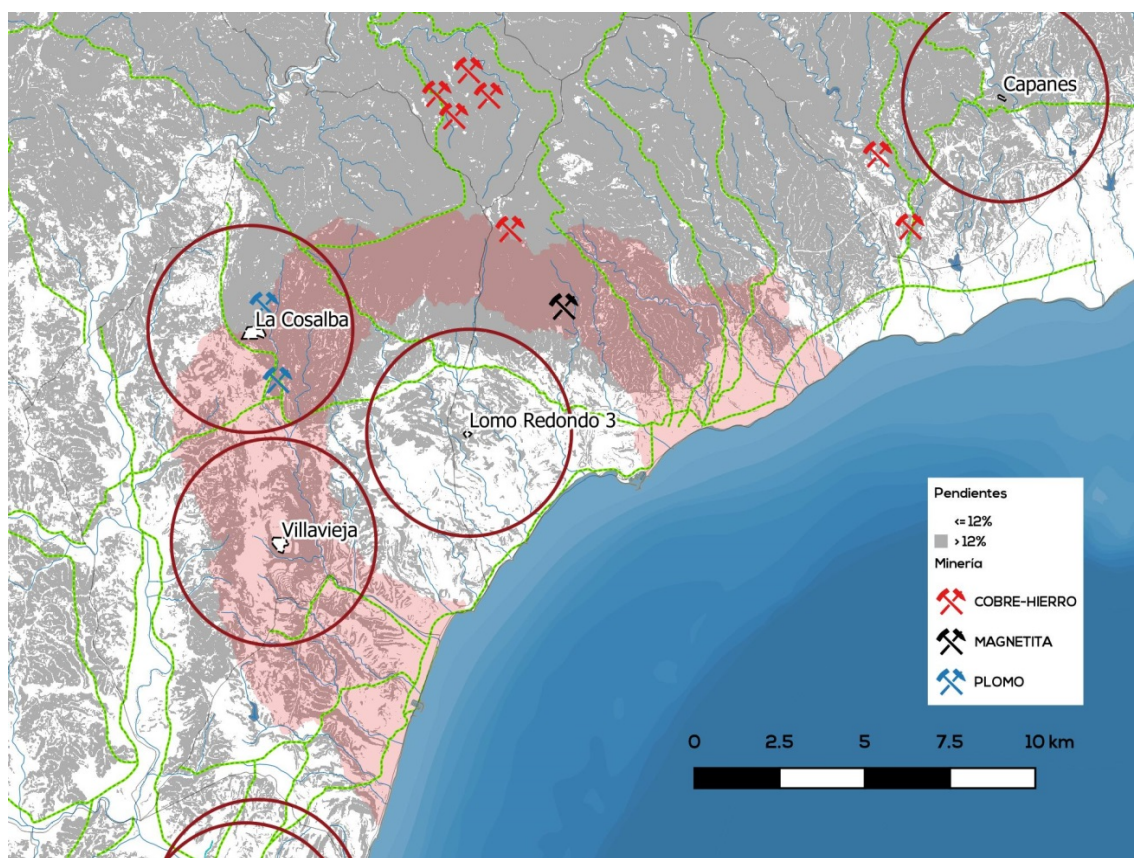 Capanes
La Cosalba
Lomo Redondo 3
Villavieja
Pendientes
<= 12%
> 12%
Minería
COBRE-HIERRO
MAGNETITA
PLOMO
0 2.5 5 7.5 10 km